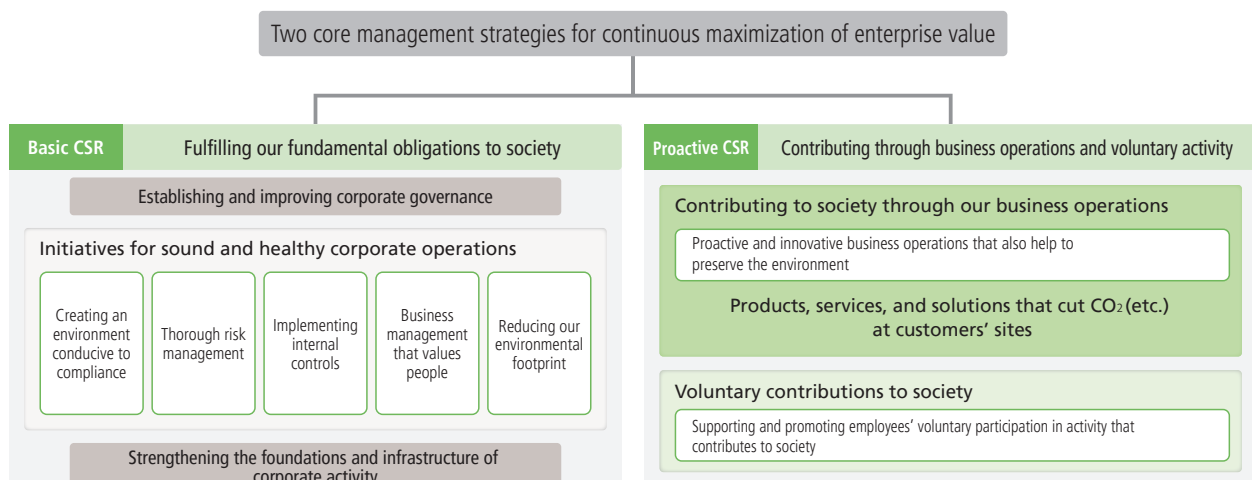 Two core management strategies for continuous maximization of enterprise value
Basic CSR
Fulfilling our fundamental obligations to society
Establishing and improving corporate governance
Initiatives for sound and healthy corporate operations
Creating an
environment
conducive to
compliance
Thorough risk
management
Implementing
internal
controls
Business
management
that values
people
Reducing our
environmental
footprint
Strengthening the foundations and infrastructure of
corporate activity
Proactive CSR
Contributing through business operations and voluntary activity
Contributing to society through our business operations
Proactive and innovative business operations that also help to
preserve the environment
Products, services, and solutions that cut CO₂ (etc.)
at customers' sites
Voluntary contributions to society
Supporting and promoting employees' voluntary participation in activity that
contributes to society